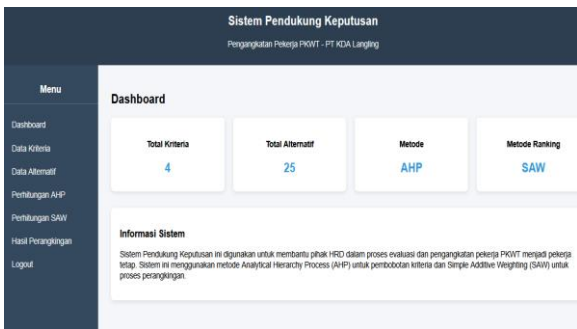 Sistem Pendukung Keputusan
Pengangkatan Pekerja PKWT - PT KDA Langling
Menu
Dashboard
Data Kriteria
Data Alternatif
Perhitungan AHP
Perhitungan SAW
Hasil Perangkingan
Logout
Dashboard
Total Kriteria
4
Total Alternatif
25
Metode
AHP
Metode Ranking
SAW
Informasi Sistem
Sistem Pendukung Keputusan ini digunakan untuk membantu pihak HRD dalam proses evaluasi dan pengangkatan pekerja PKWT menjadi pekerja
tetap. Sistem ini menggunakan metode Analytical Hierarchy Process (AHP) untuk pembobotan kriteria dan Simple Additive Weighting (SAW) untuk
proses perangkingan.